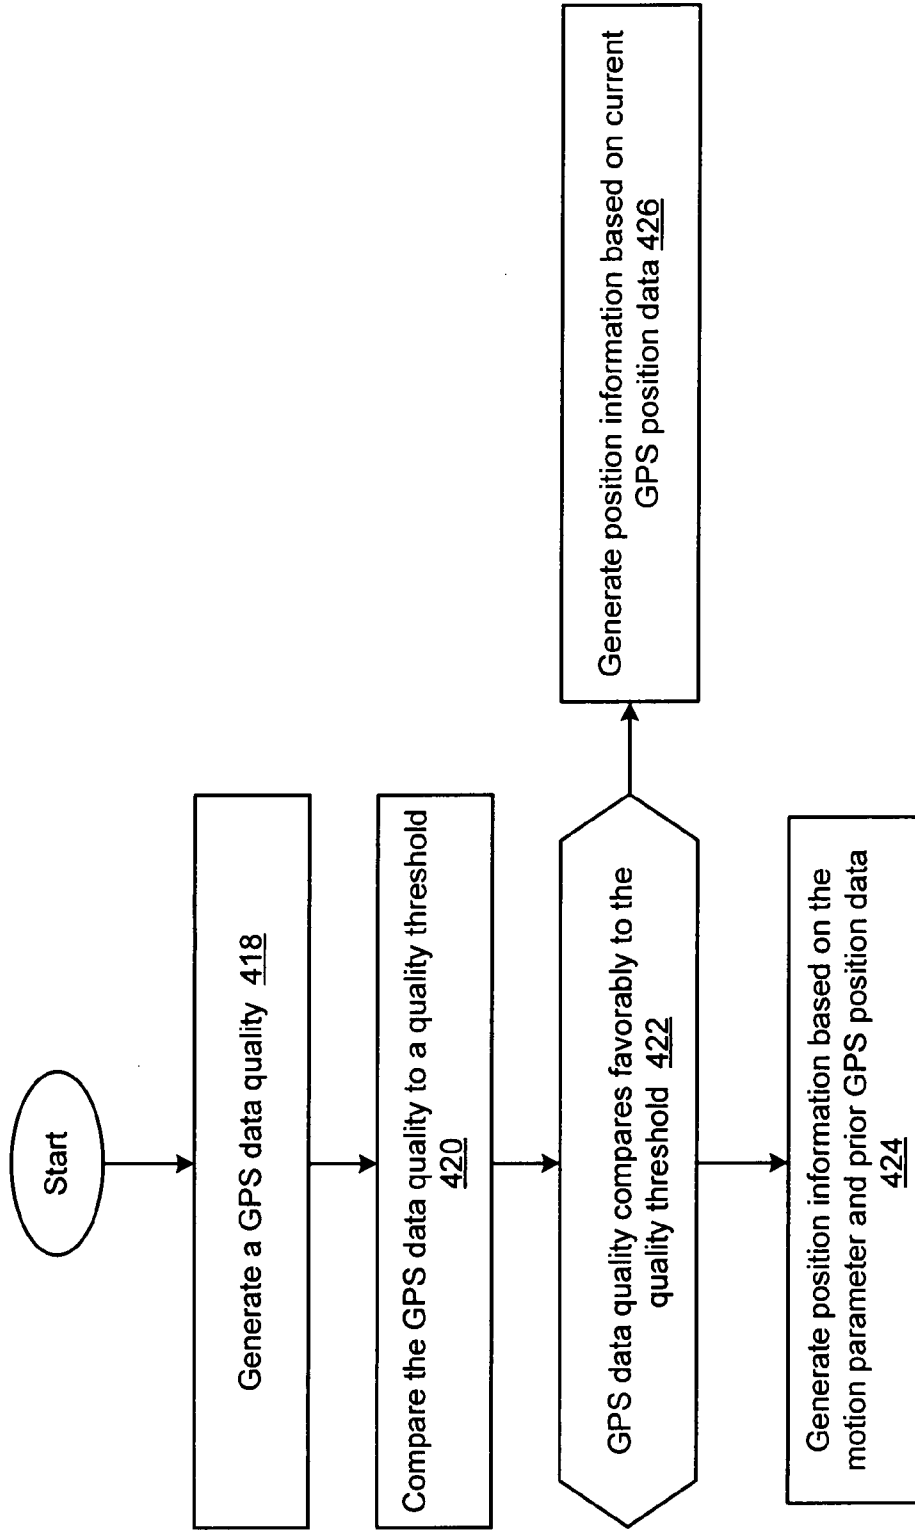 Start
Generate a GPS data quality 418
Compare the GPS data quality to a quality threshold
420
GPS data quality compares favorably to the
quality threshold 422
Generate position information based on current
GPS position data 426
Generate position information based on the
motion parameter and prior GPS position data
424